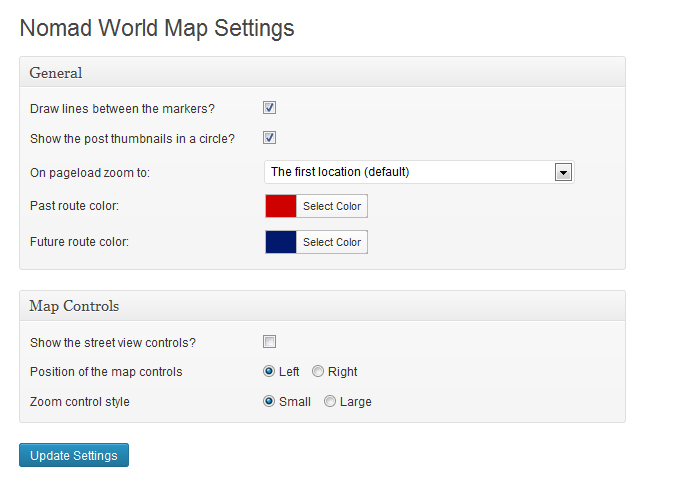 Nomad World Map Settings
General
Draw lines between the markers?
Show the post thumbnails in a circle?
On pageload zoom to: The first location (default)
Past route color: Select Color
Future route color: Select Color
Map Controls
Show the street view controls?
Position of the map controls Left Right
Zoom control style Small Large
Update Settings